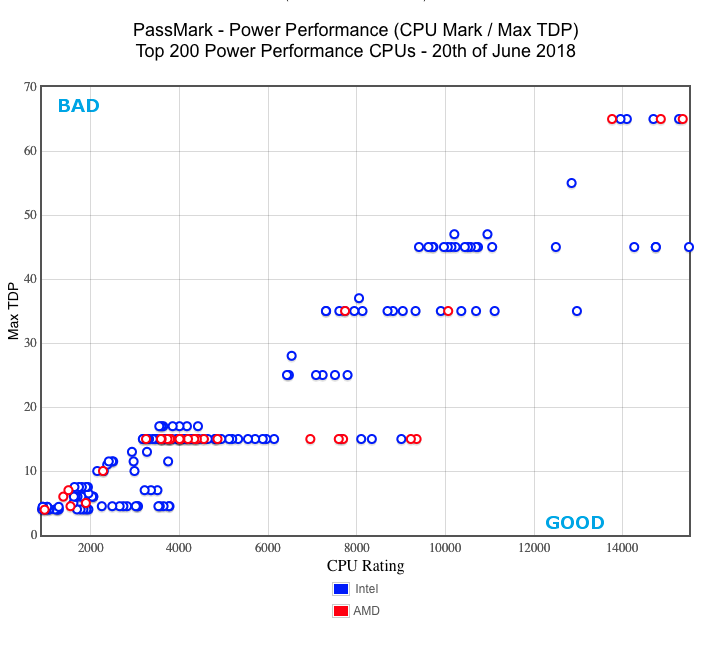 PassMark - Power Performance (CPU Mark / Max TDP)
Top 200 Power Performance CPUs - 20th of June 2018
70
BAD
60
50
40
Max TDP
30
20
10
GOOD
0
2000 4000 6000 8000 10000 12000 14000
CPU Rating
Intel
AMD